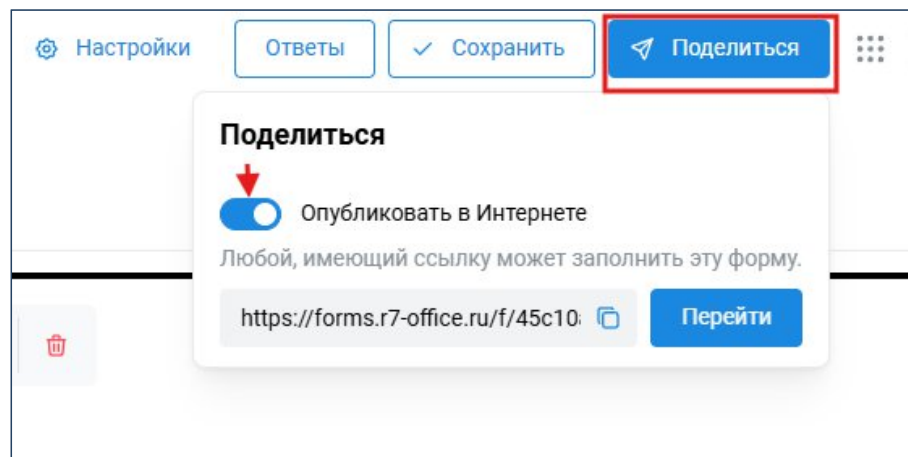 Настройки Ответы Сохранить Поделиться
Поделиться
Опубликовать в Интернете
Любой, имеющий ссылку может заполнить эту форму.
https://forms.r7-office.ru/f/45c10 Перейти